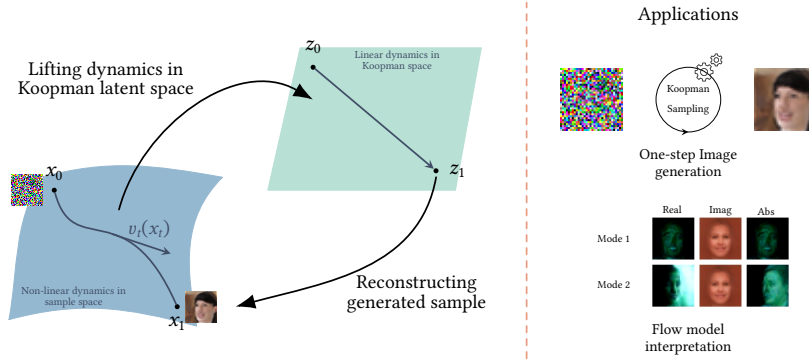 Lifting dynamics in
Koopman latent space
z0
Linear dynamics in
Koopman space
z1
x0
vt(xt)
Non-linear dynamics in
sample space
x1
Reconstructing
generated sample
Applications
Koopman
Sampling
One-step Image
generation
Real Imag Abs
Mode 1
Mode 2
Flow model
interpretation